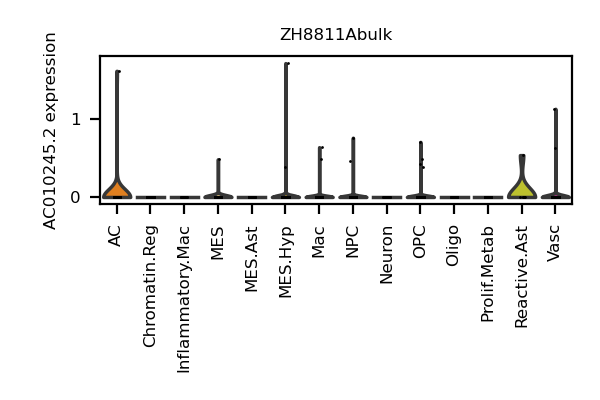 ZH8811Abulk
AC010245.2 expression
1
0
AC
Chromatin.Reg
Inflammatory.Mac
MES
MES.Ast
MES.Hyp
Mac
NPC
Neuron
OPC
Oligo
Prolif.Metab
Reactive.Ast
Vasc